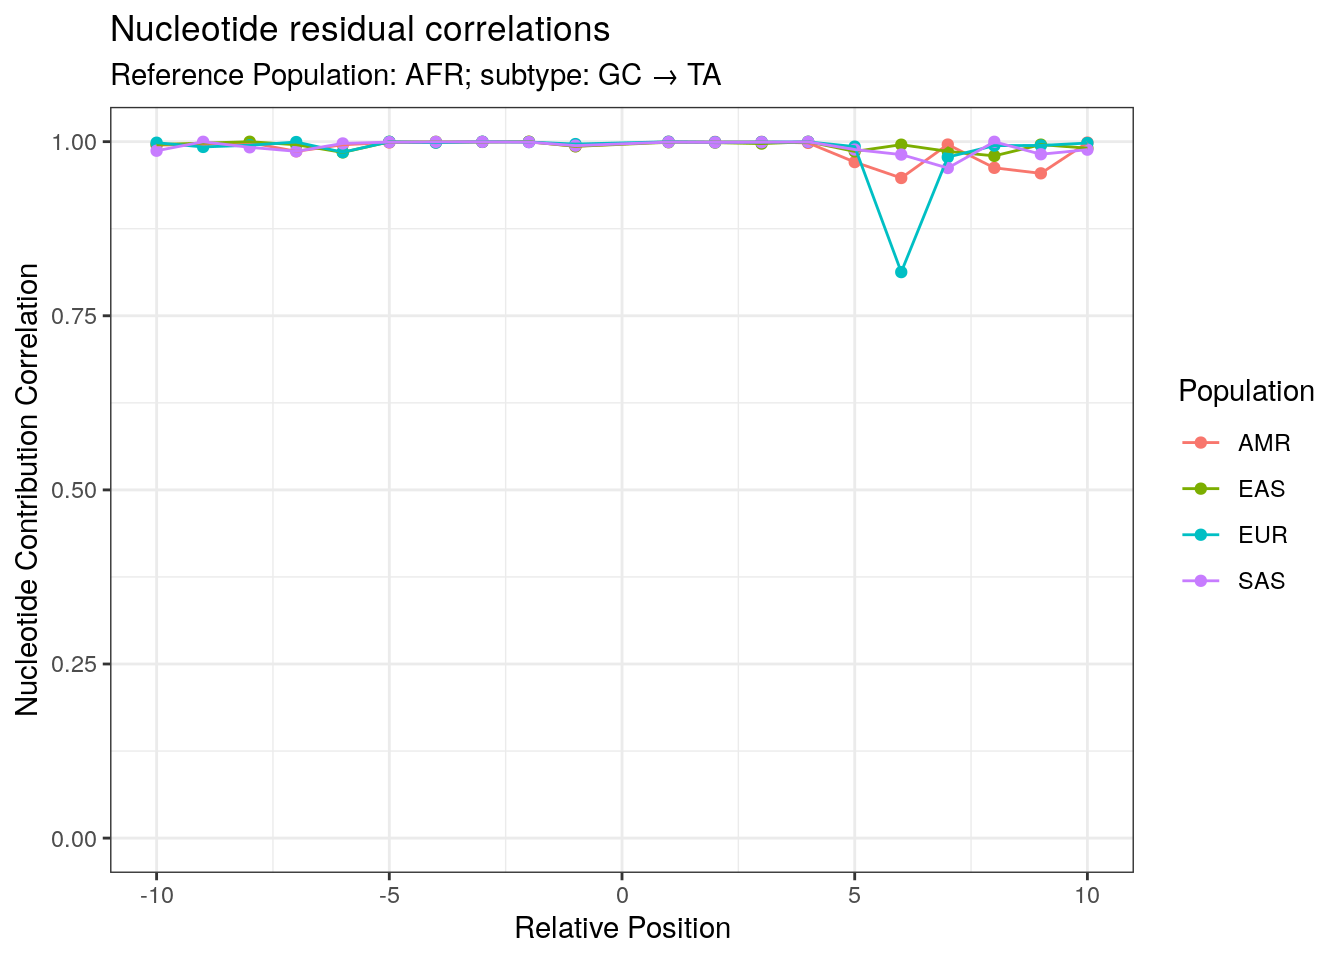 Nucleotide residual correlations
Reference Population: AFR; subtype: GC → TA
Nucleotide Contribution Correlation
1.00
0.75
0.50
0.25
0.00
-10
-5
0
5
10
Relative Position
Population
AMR
EAS
EUR
SAS